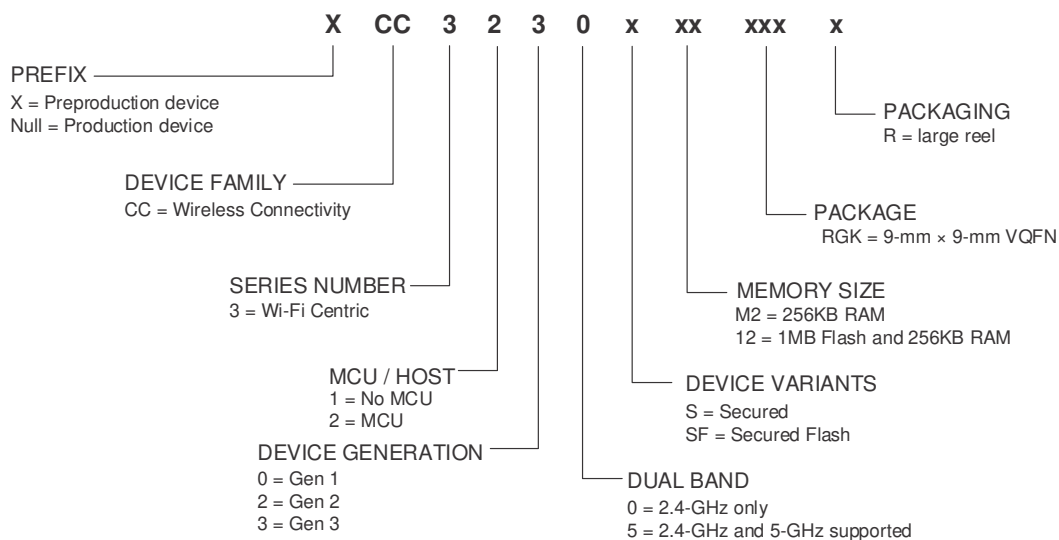 X CC 3 2 3 0 x xx xxx x
PREFIX
X = Preproduction device
Null = Production device
PACKAGING
R = large reel
DEVICE FAMILY
CC = Wireless Connectivity
PACKAGE
RGK = 9-mm × 9-mm VQFN
SERIES NUMBER
3 = Wi-Fi Centric
MEMORY SIZE
M2 = 256KB RAM
12 = 1MB Flash and 256KB RAM
MCU / HOST
1 = No MCU
2 = MCU
DEVICE VARIANTS
S = Secured
SF = Secured Flash
DEVICE GENERATION
0 = Gen 1
2 = Gen 2
3 = Gen 3
DUAL BAND
0 = 2.4-GHz only
5 = 2.4-GHz and 5-GHz supported